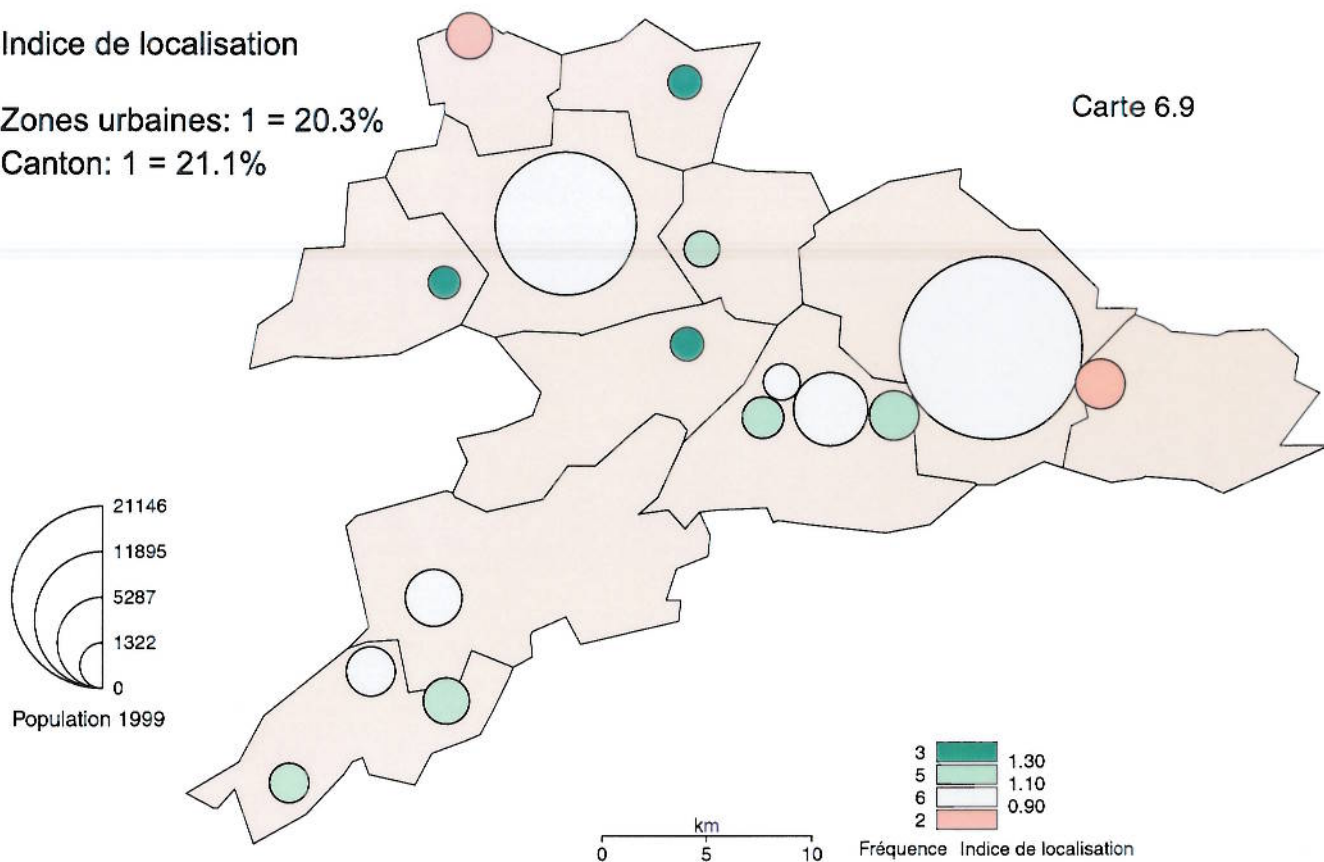 Indice de localisation
Zones urbaines: 1 = 20.3%
Canton: 1 = 21.1%
Carte 6.9
21146
11895
5287
1322
0
Population 1999
km
0 5 10
3
5
6
2
1.30
1.10
0.90
Fréquence Indice de localisation